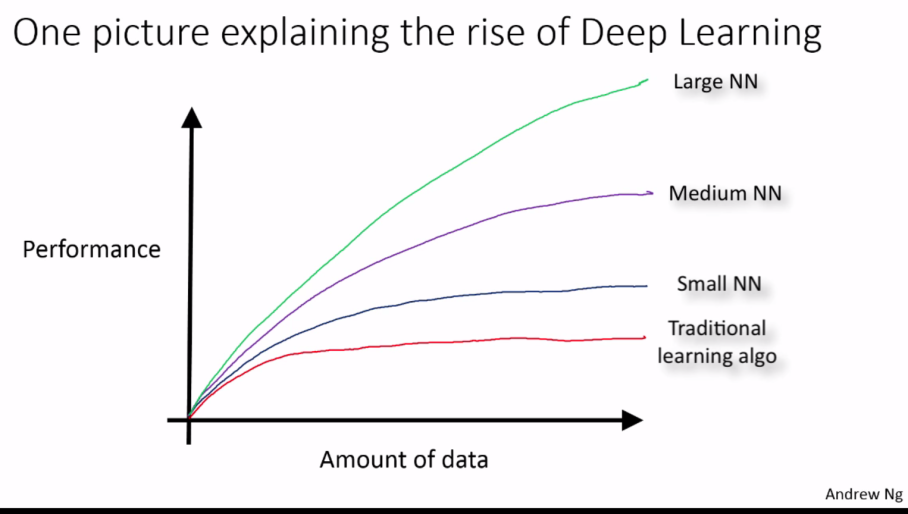 One picture explaining the rise of Deep Learning
Large NN
Medium NN
Performance
Small NN
Traditional
learning algo
Amount of data
Andrew Ng